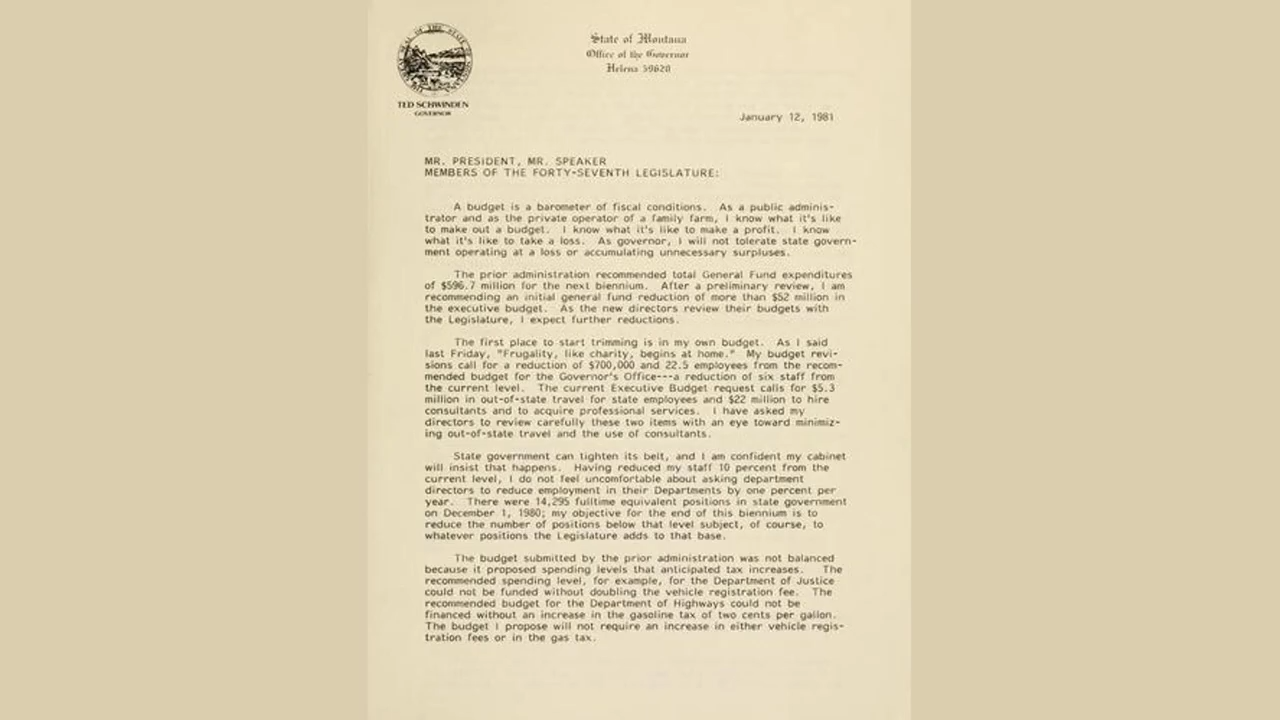 State of Montana
Office of the Governor
Helena 59620
TED SCHWINDEN
GOVERNOR
January 12, 1981
MR. PRESIDENT, MR. SPEAKER
MEMBERS OF THE FORTY-SEVENTH LEGISLATURE:
A budget is a barometer of fiscal conditions. As a public adminis-
trator and as the private operator of a family farm, I know what it's like
to make out a budget. I know what it's like to make a profit. I know
what it's like to take a loss. As governor, I will not tolerate state govern-
ment operating at a loss or accumulating unnecessary surpluses.
The prior administration recommended total General Fund expenditures
of $596.7 million for the next biennium. After a preliminary review, I am
recommending an initial general fund reduction of more than $52 million in
the executive budget. As the new directors review their budgets with
the Legislature, I expect further reductions.
The first place to start trimming is in my own budget. As I said
last Friday, "Frugality, like charity, begins at home." My budget revi-
sions call for a reduction of $700,000 and 22.5 employees from the recom-
mended budget for the Governor's Office---a reduction of six staff from
the current level. The current Executive Budget request calls for $5.3
million in out-of-state travel for state employees and $22 million to hire
consultants and to acquire professional services. I have asked my
directors to review carefully these two items with an eye toward minimiz-
ing out-of-state travel and the use of consultants.
State government can tighten its belt, and I am confident my cabinet
will insist that happens. Having reduced my staff 10 percent from the
current level, I do not feel uncomfortable about asking department
directors to reduce employment in their Departments by one percent per
year. There were 14,295 fulltime equivalent positions in state government
on December 1, 1980; my objective for the end of this biennium is to
reduce the number of positions below that level subject, of course, to
whatever positions the Legislature adds to that base.
The budget submitted by the prior administration was not balanced
because it proposed spending levels that anticipated tax increases. The
recommended spending level, for example, for the Department of Justice
could not be funded without doubling the vehicle registration fee. The
recommended budget for the Department of Highways could not be
financed without an increase in the gasoline tax of two cents per gallon.
The budget I propose will not require an increase in either vehicle regis-
tration fees or in the gas tax.